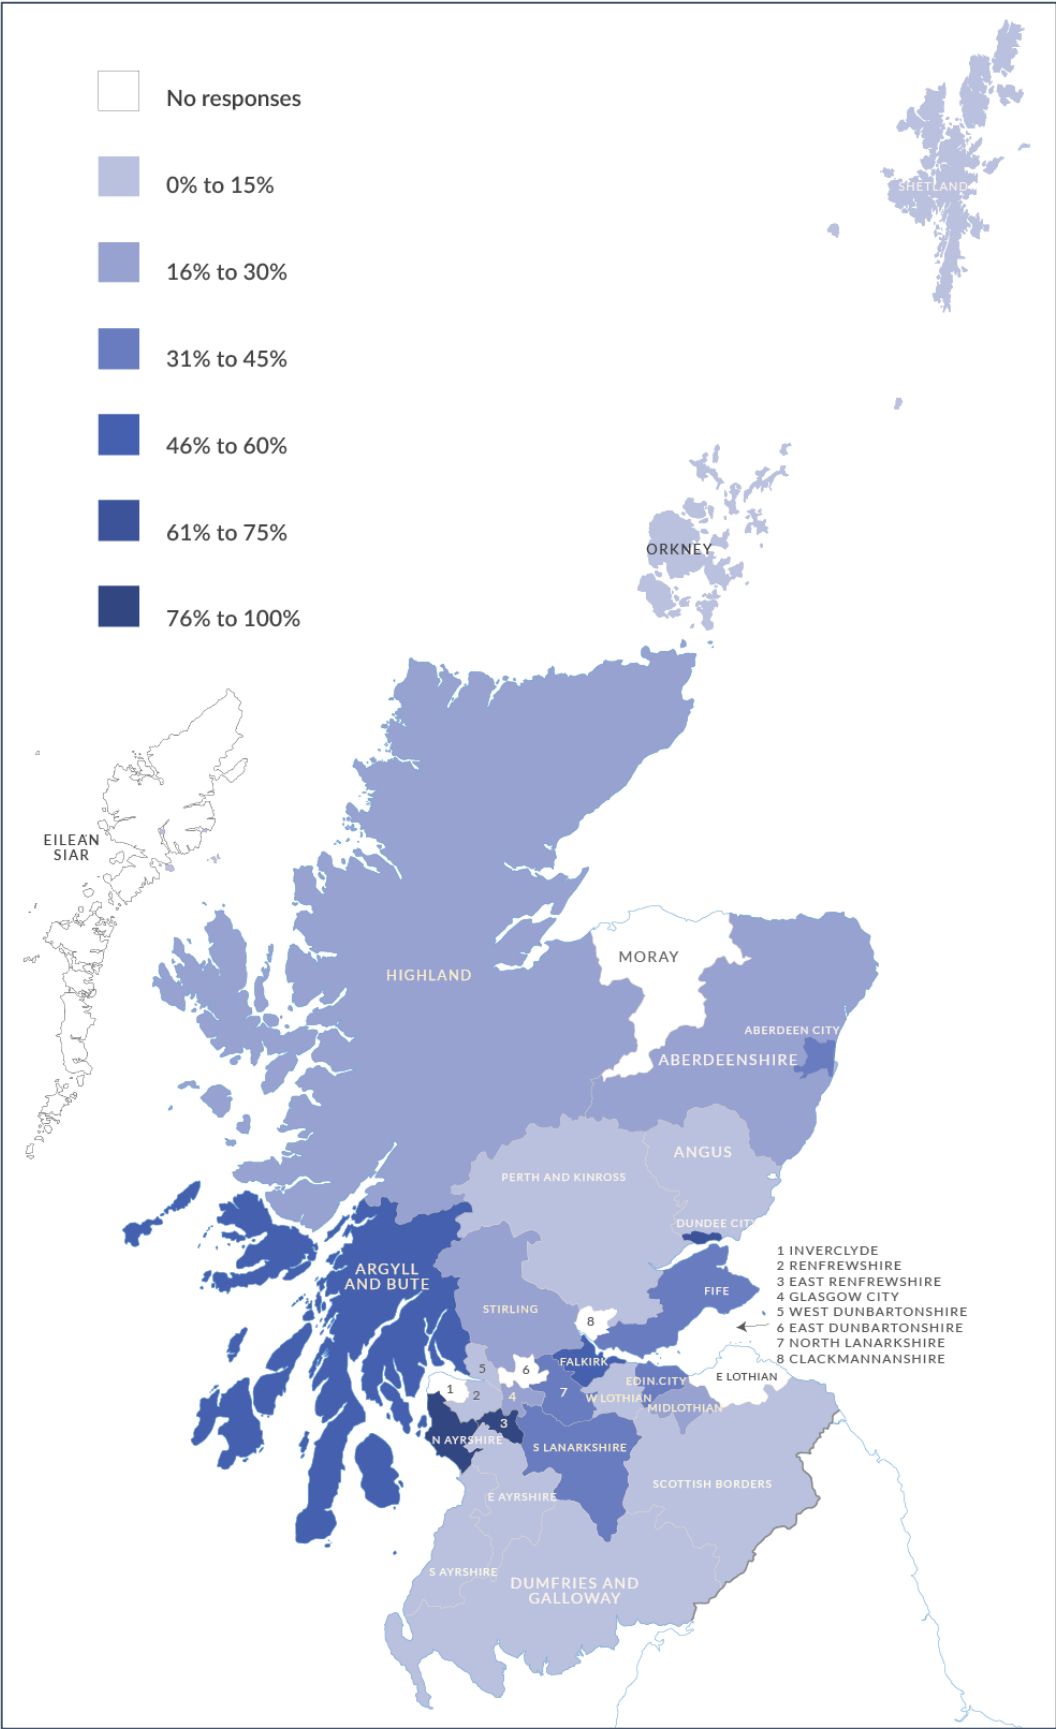 No responses
0% to 15%
16% to 30%
31% to 45%
46% to 60%
61% to 75%
76% to 100%
SHETLAND
ORKNEY
EILEAN
SIAR
HIGHLAND
MORAY
ABERDEEN CITY
ABERDEENSHIRE
ANGUS
PERTH AND KINROSS
DUNDEE CITY
ARGYLL
AND BUTE
STIRLING
FIFE
1 INVERCLYDE
2 RENFREWSHIRE
3 EAST RENFREWSHIRE
4 GLASGOW CITY
5 WEST DUNBARTONSHIRE
6 EAST DUNBARTONSHIRE
7 NORTH LANARKSHIRE
8 CLACKMANNANSHIRE
8
FALKIRK
5
6
E LOTHIAN
EDIN.CITY
1
2
4
7
W LOTHIAN
MIDLOTHIAN
3
N AYRSHIRE
S LANARKSHIRE
SCOTTISH BORDERS
E AYRSHIRE
S AYRSHIRE
DUMFRIES AND
GALLOWAY